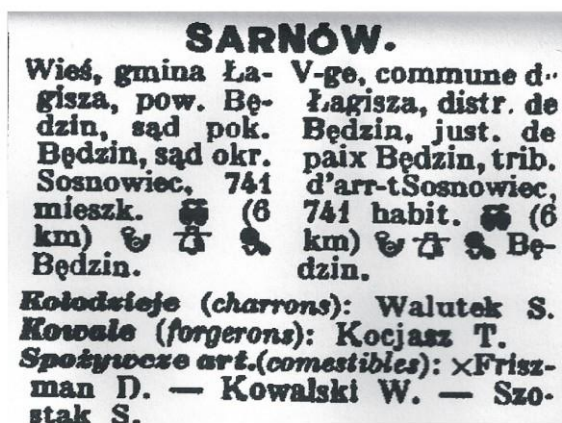 SARNÓW.
Wieś, gmina Ła-
gisza, pow. Bę-
dzin, sąd pok.
Będzin, sąd okr.
Sosnowiec, 741
mieszk. (6
km)
Będzin.
V-ge, commune d..
Łagisza, distr. de
Będzin, just. de
paix Będzin, trib.
d'arr-t Sosnowiec,
741 habit. (6
km) Bę-
dzin.
Kołodzieje (charrons): Walutek S.
Kowale (forgerons): Kocjasz T.
Spożywcze art. (comestibles): ×Frisz-
man D. — Kowalski W. — Szo-
stak S.